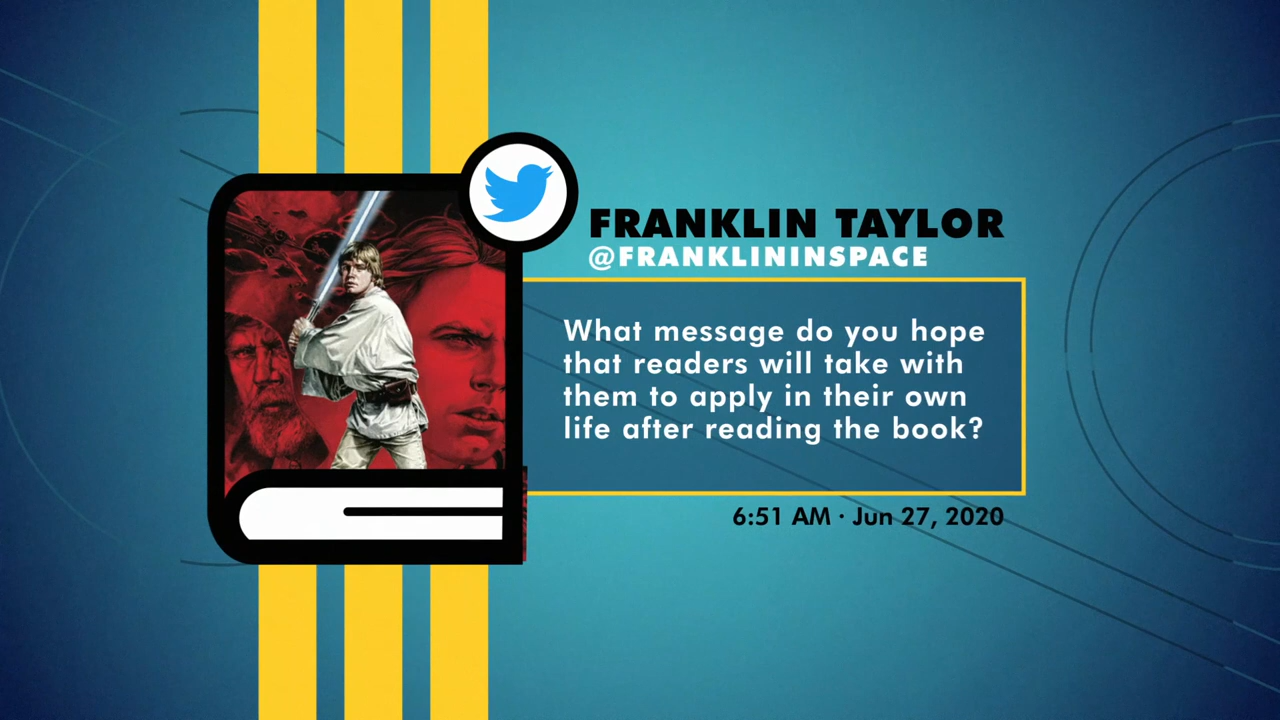 FRANKLIN TAYLOR
@FRANKLININSPACE
What message do you hope
that readers will take with
them to apply in their own
life after reading the book?
6:51 AM · Jun 27, 2020